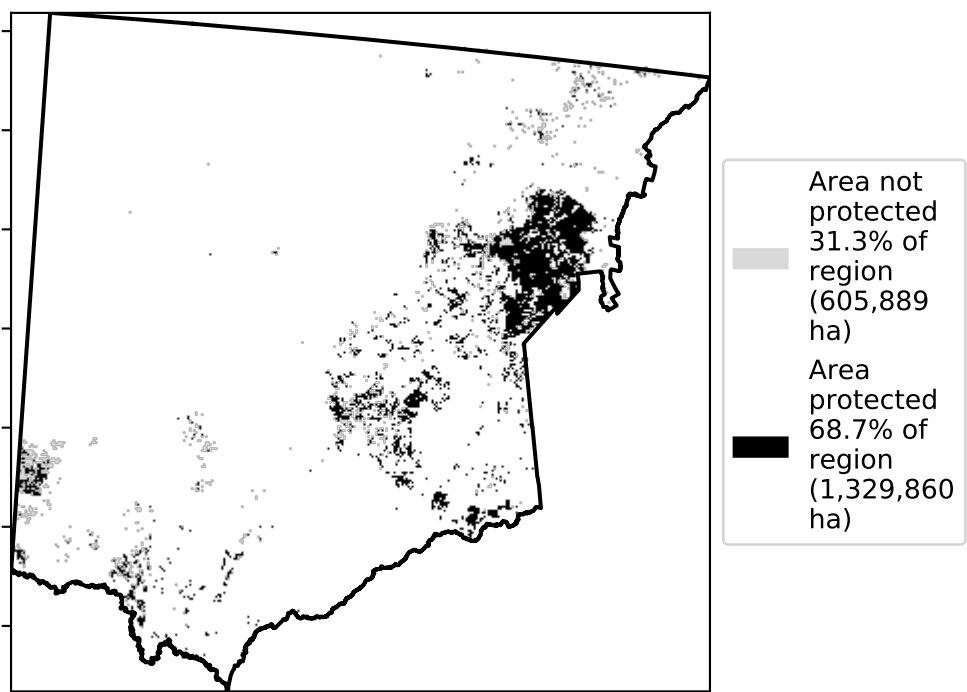 Area not
protected
31.3% of
region
(605,889
ha)
Area
protected
68.7% of
region
(1,329,860
ha)